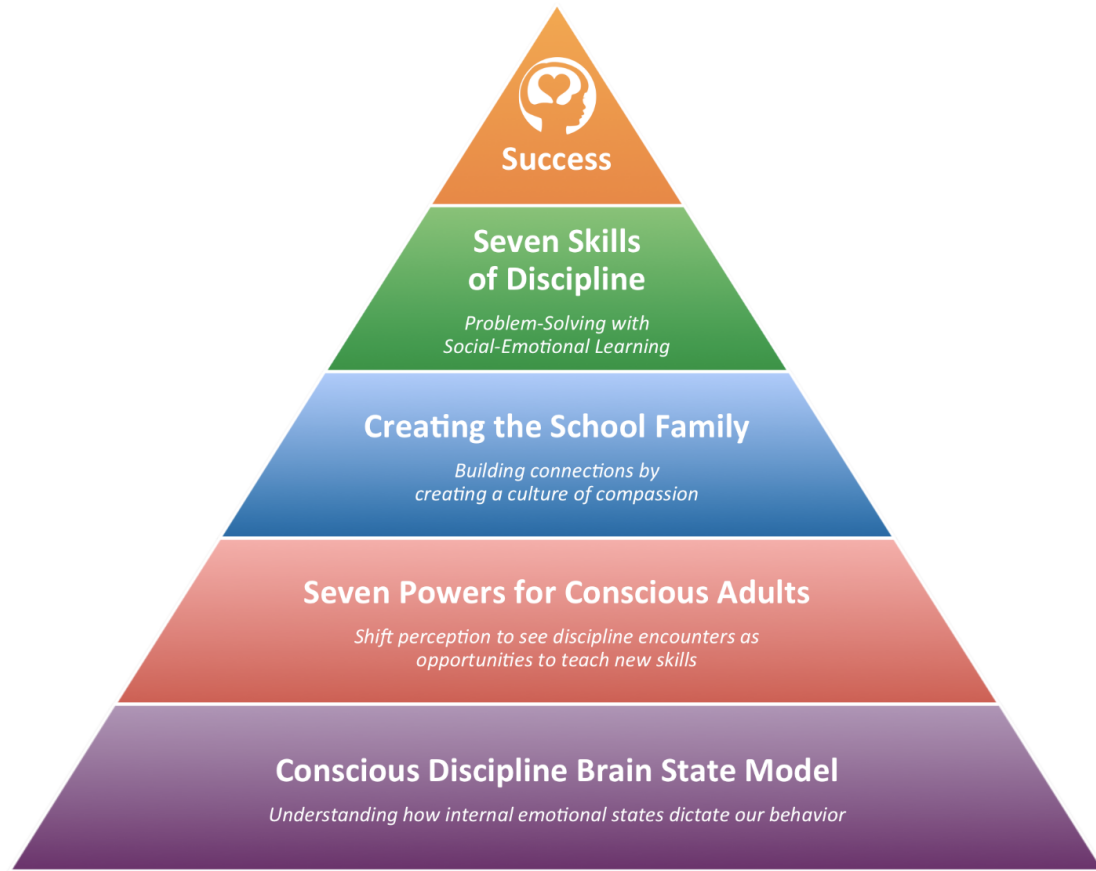 Success
Seven Skills
of Discipline
Problem-Solving with
Social-Emotional Learning
Creating the School Family
Building connections by
creating a culture of compassion
Seven Powers for Conscious Adults
Shift perception to see discipline encounters as
opportunities to teach new skills
Conscious Discipline Brain State Model
Understanding how internal emotional states dictate our behavior